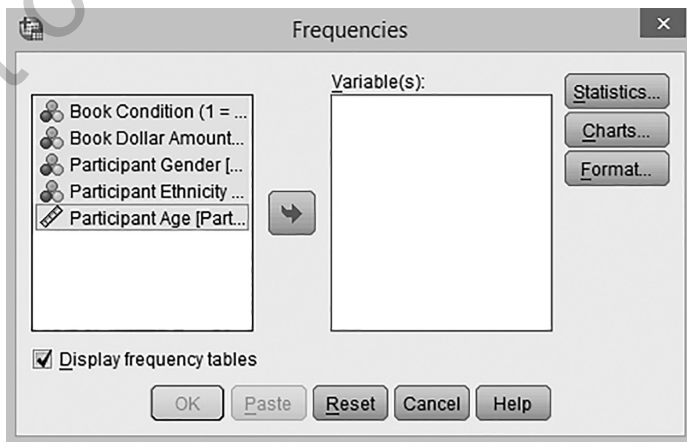 Frequencies
Variable(s):
Book Condition (1 = ...
Book Dollar Amount...
Participant Gender [...
Participant Ethnicity ...
Participant Age [Part...
Statistics...
Charts...
Format...
Display frequency tables
OK Paste Reset Cancel Help